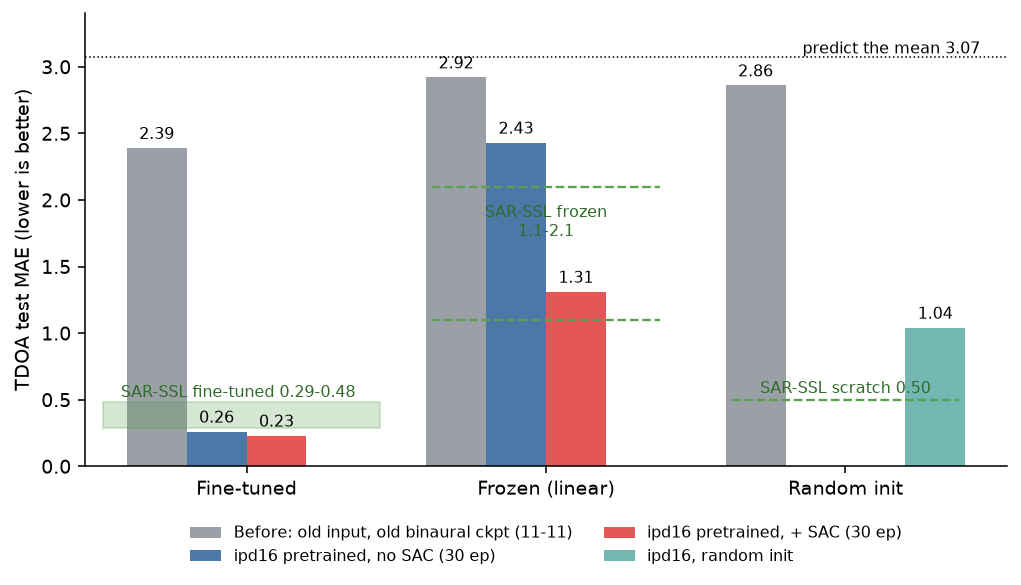 predict the mean 3.07
TDOA test MAE (lower is better)
3.0
2.5
2.0
1.5
1.0
0.5
0.0
2.39
0.26
0.23
SAR-SSL fine-tuned 0.29-0.48
2.92
2.43
1.31
SAR-SSL frozen
1.1-2.1
2.86
1.04
SAR-SSL scratch 0.50
Fine-tuned
Frozen (linear)
Random init
Before: old input, old binaural ckpt (11-11)
ipd16 pretrained, no SAC (30 ep)
ipd16 pretrained, + SAC (30 ep)
ipd16, random init